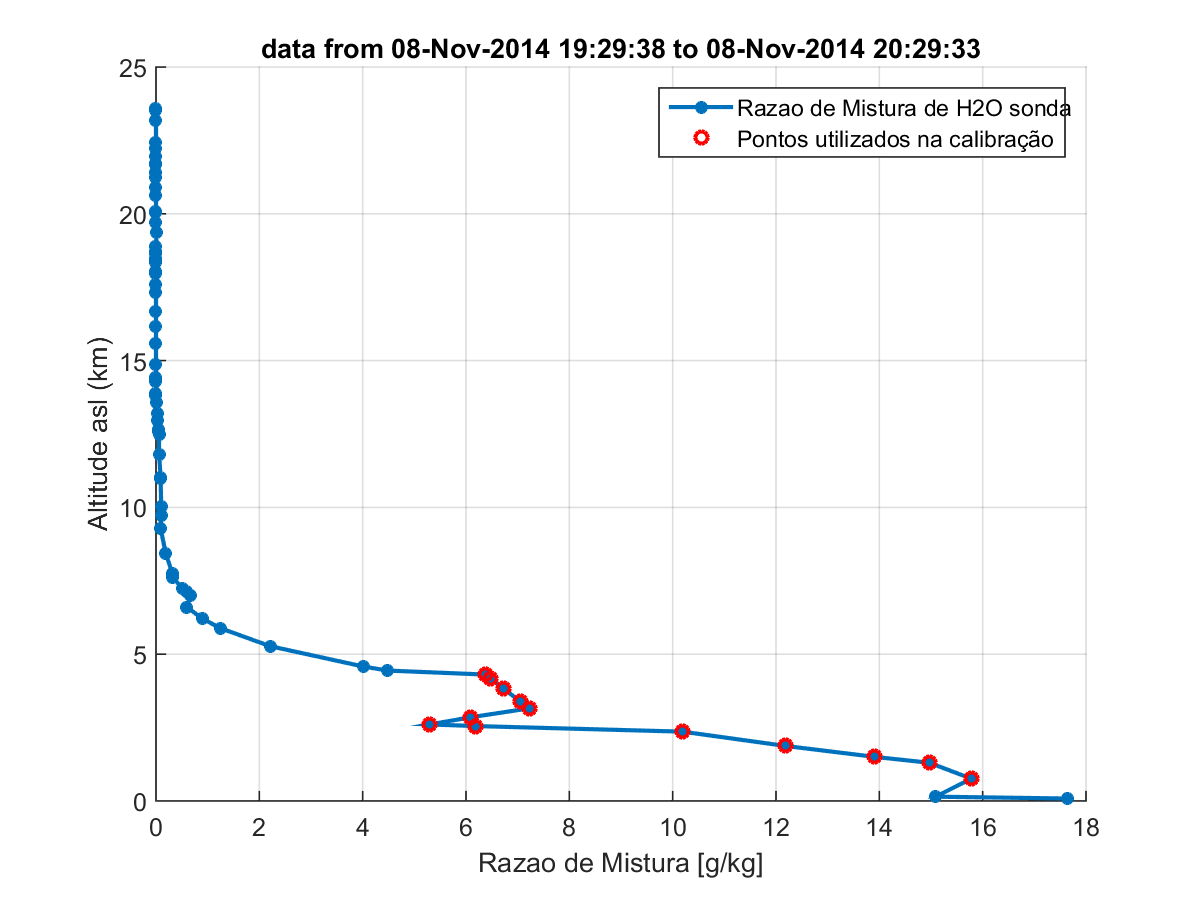 data from 08-Nov-2014 19:29:38 to 08-Nov-2014 20:29:33
Razao de Mistura de H2O sonda
Pontos utilizados na calibração
25
20
15
10
5
0
Altitude asl (km)
0 2 4 6 8 10 12 14 16 18
Razao de Mistura [g/kg]